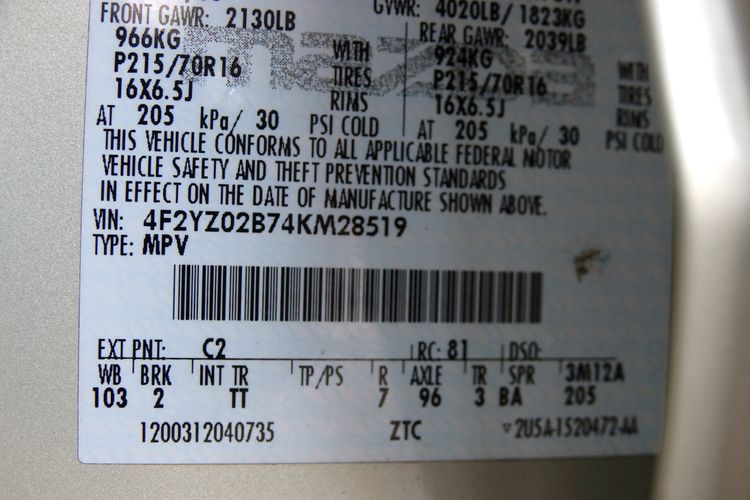 FRONT GAWR: 2130LB GVWR: 4020LB/ 1823KG
966KG WITH REAR GAWR: 2039LB
P215/70R16 TIRES 924KG WITH
16X6.5J RIMS P215/70R16 TIRES
AT 205 kPa/ 30 PSI COLD 16X6.5J RIMS
AT 205 kPa/ 30 PSI COLD
mazda
THIS VEHICLE CONFORMS TO ALL APPLICABLE FEDERAL MOTOR
VEHICLE SAFETY AND THEFT PREVENTION STANDARDS
IN EFFECT ON THE DATE OF MANUFACTURE SHOWN ABOVE.
VIN: 4F2YZ02B74KM28519
TYPE: MPV
EXT PNT: C2 RC: 81 DSO:
WB BRK INT TR TP/PS R AXLE TR SPR 3M12A
103 2 TT 7 96 3 BA 205
1200312040735 ZTC 2USA-1520472-AA